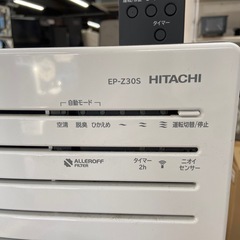 タイマー
EP-Z30S HITACHI
自動モード
空清 脱臭 ひかえめ 運転切替/停止
ALLEROFF
FILTER
タイマー
2h
ニオイ
センサー